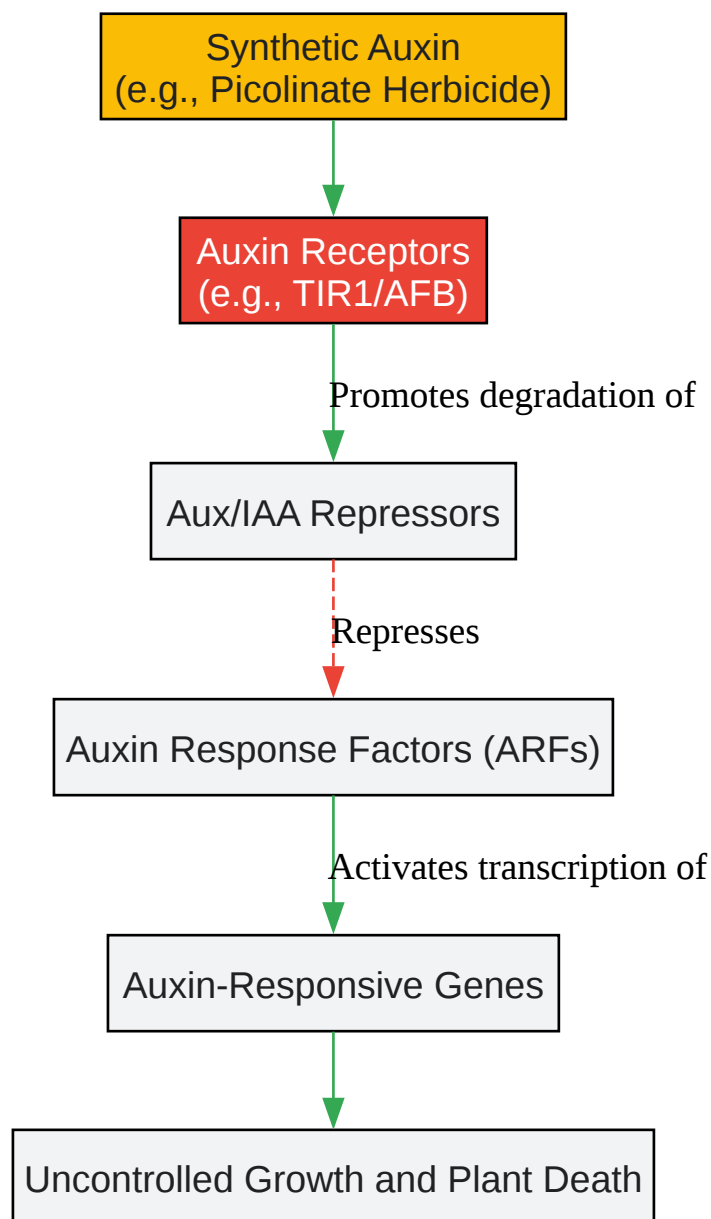 Synthetic Auxin
(e.g., Picolinate Herbicide)
Auxin Receptors
(e.g., TIR1/AFB)
Promotes degradation of
Aux/IAA Repressors
Represses
Auxin Response Factors (ARFs)
Activates transcription of
Auxin-Responsive Genes
Uncontrolled Growth and Plant Death